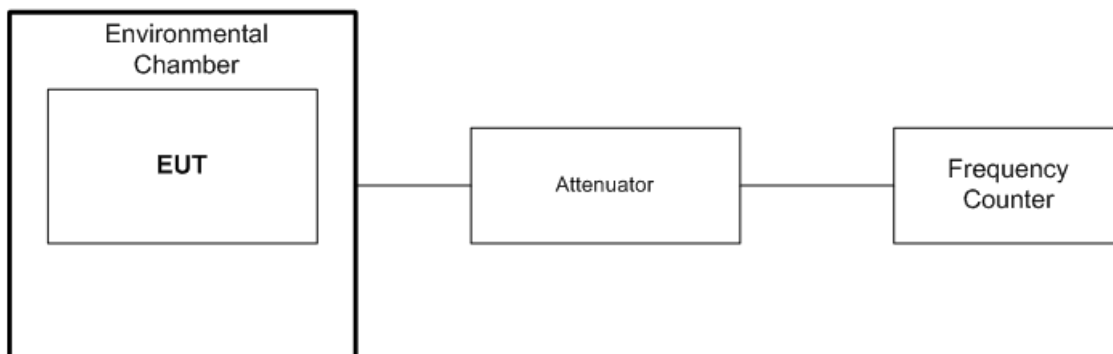 Environmental
Chamber
EUT
Attenuator
Frequency
Counter